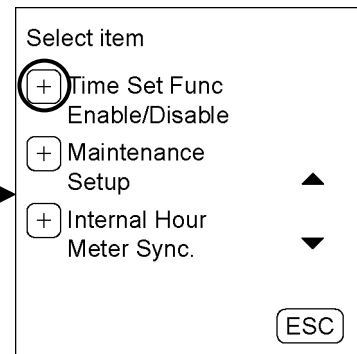 Select item
+ Time Set Func
Enable/Disable
+ Maintenance
Setup
+ Internal Hour
Meter Sync.
ESC